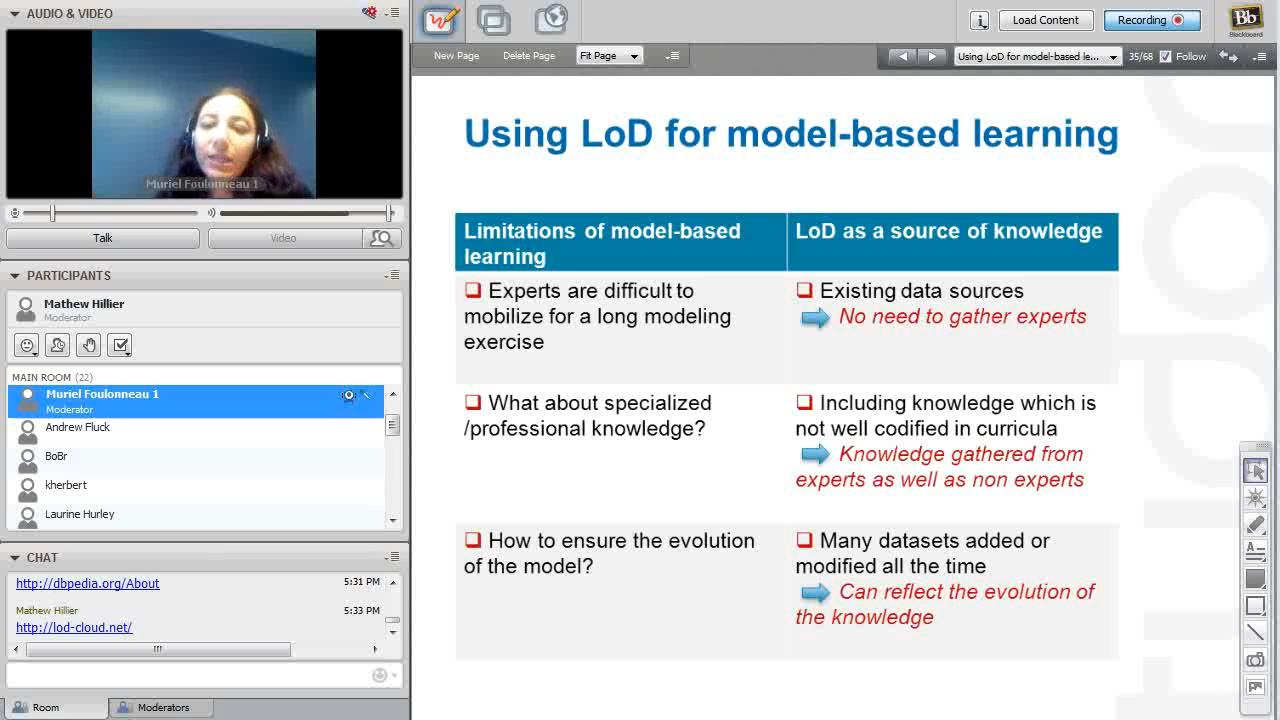 AUDIO & VIDEO
Muriel Foulonneau 1
Talk
Video
PARTICIPANTS
Mathew Hillier
Moderator
MAIN ROOM (22)
Muriel Foulonneau 1
Moderator
Andrew Fluck
BoBr
kherbert
Laurine Hurley
CHAT
http://dbpedia.org/About 5:31 PM
Mathew Hillier 5:33 PM
http://lod-cloud.net/
Room
Moderators
Load Content
Recording
Bb
Blackboard
New Page
Delete Page
Fit Page
Using LoD for model-based le...
35/68
Follow
Using LoD for model-based learning
Limitations of model-based
learning
LoD as a source of knowledge
Experts are difficult to
mobilize for a long modeling
exercise
Existing data sources
No need to gather experts
What about specialized
/professional knowledge?
Including knowledge which is
not well codified in curricula
Knowledge gathered from
experts as well as non experts
How to ensure the evolution
of the model?
Many datasets added or
modified all the time
Can reflect the evolution of
the knowledge